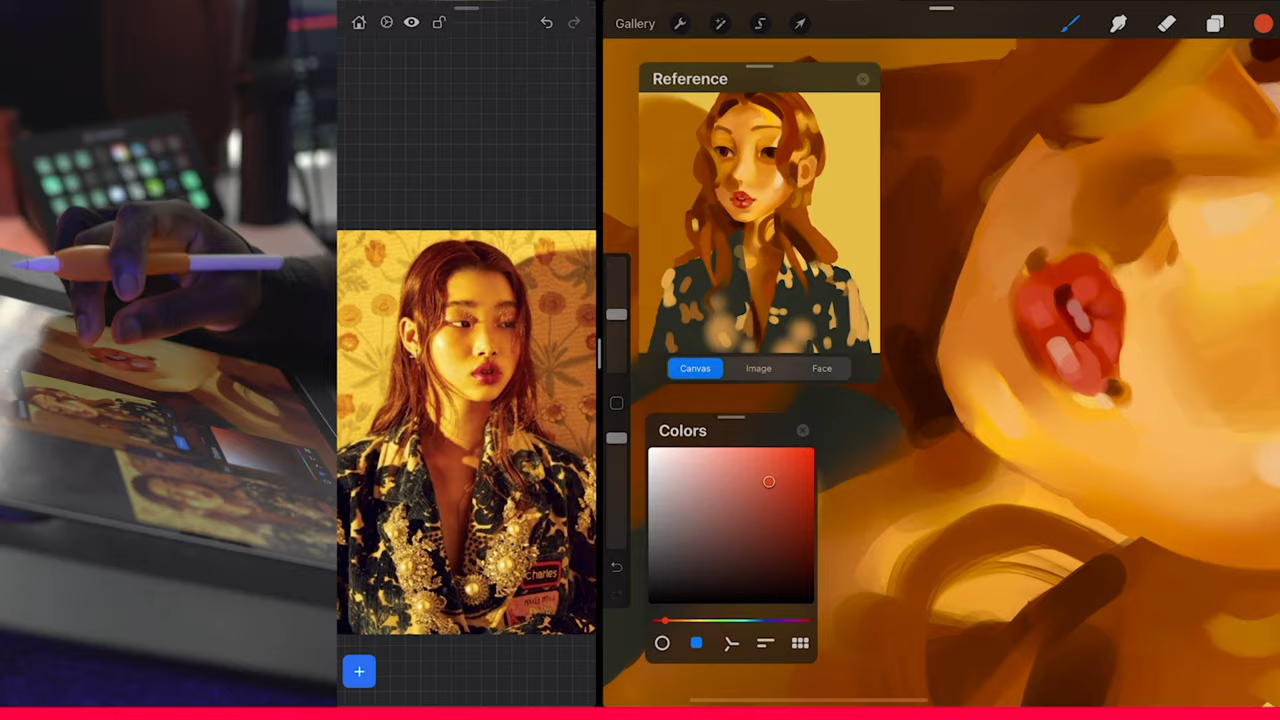 Gallery
Reference
Canvas
Image
Face
Colors
Charles